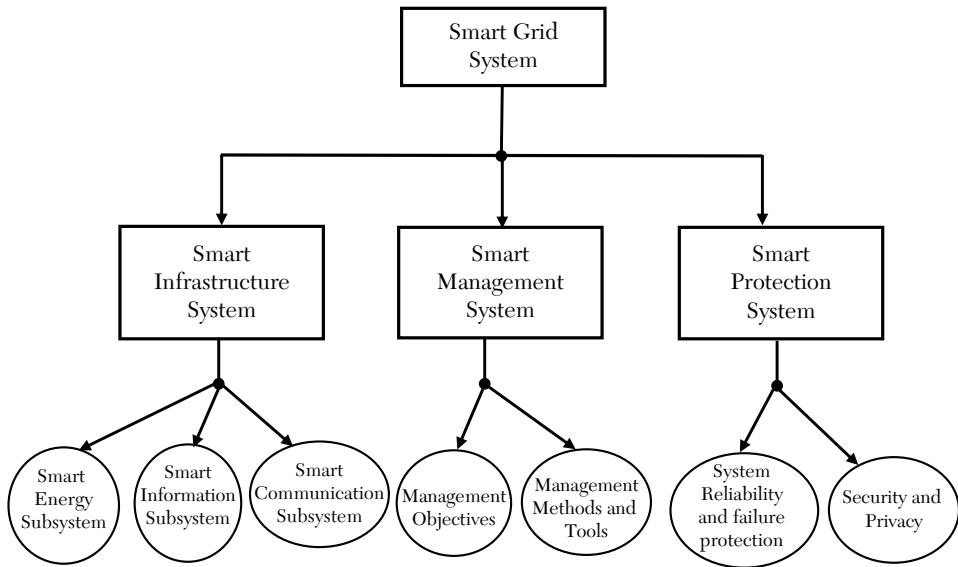 Smart Grid
System
Smart
Infrastructure
System
Smart
Management
System
Smart
Protection
System
Smart
Energy
Subsystem
Smart
Information
Subsystem
Smart
Communication
Subsystem
Management
Objectives
Management
Methods and
Tools
System
Reliability
and failure
protection
Security and
Privacy